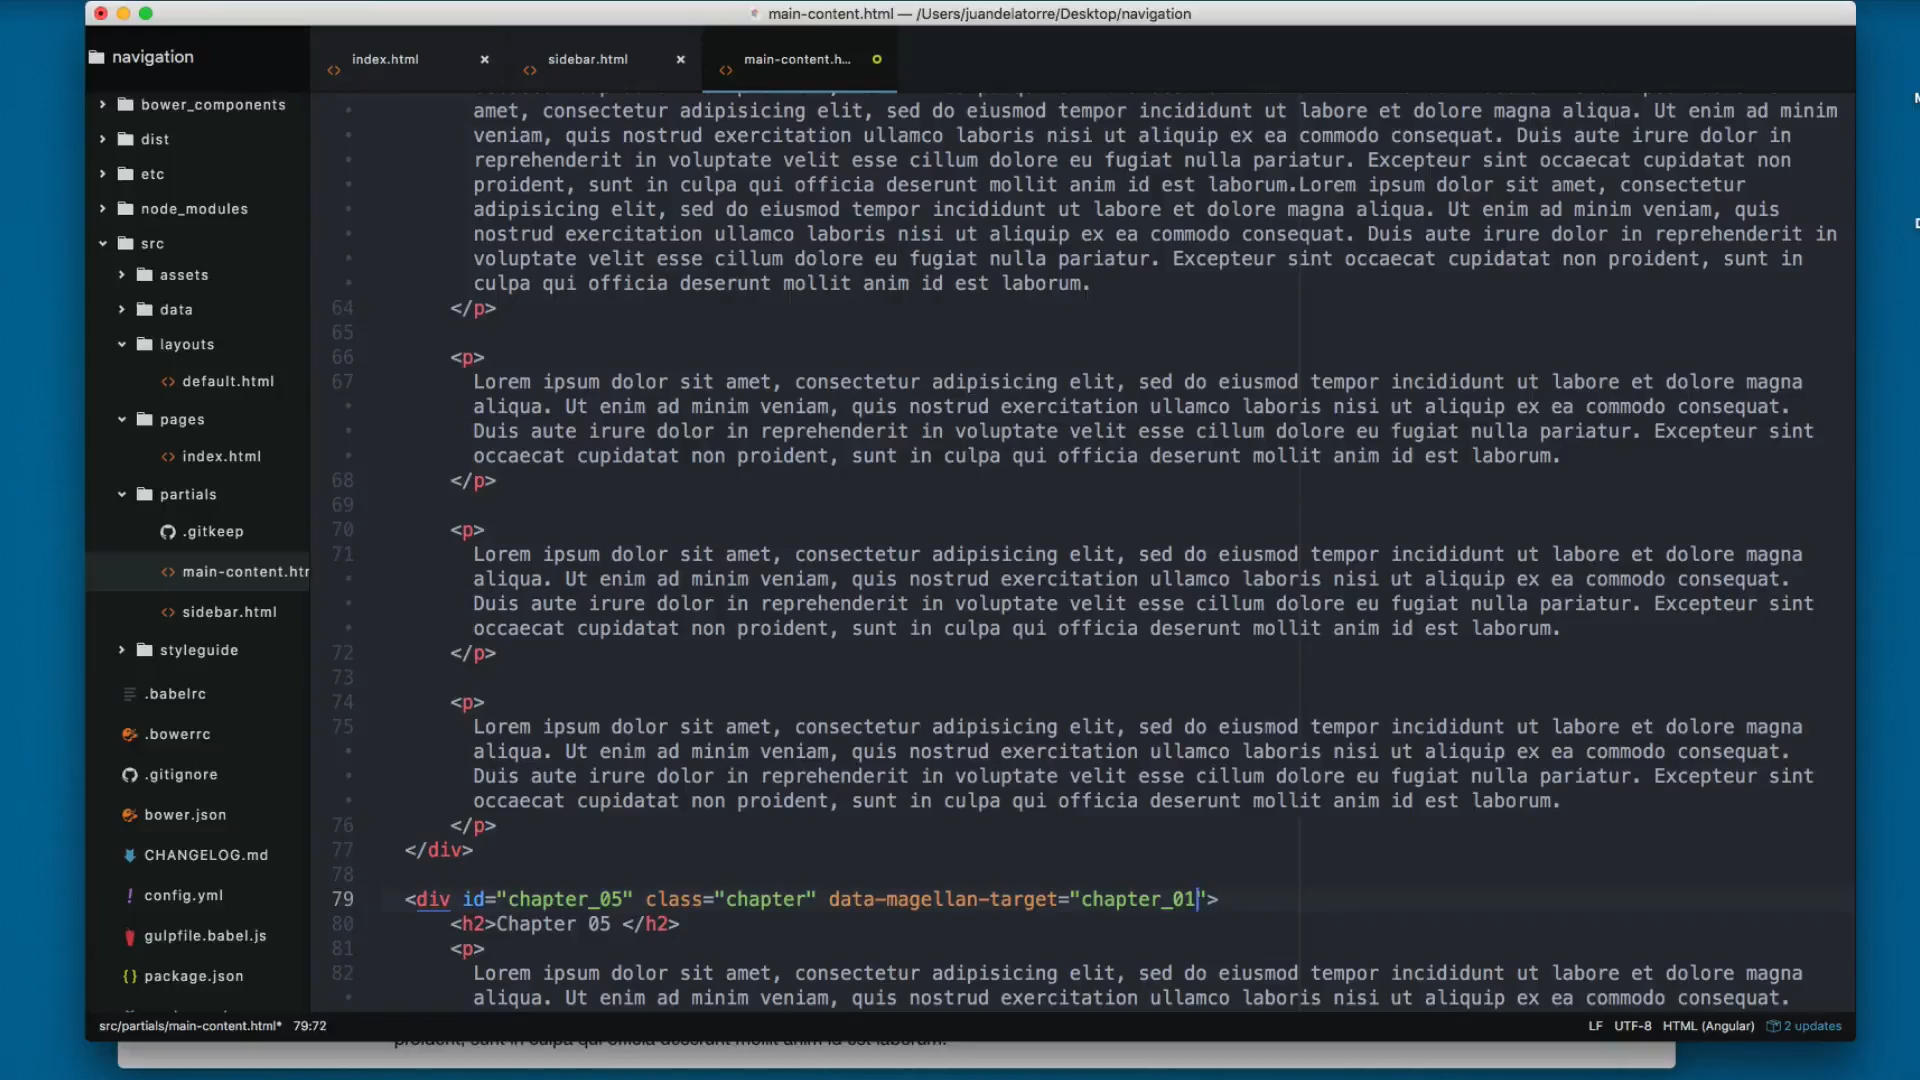 main-content.html — /Users/juandelatorre/Desktop/navigation
navigation
index.html
sidebar.html
main-content.h...
bower_components
dist
etc
node_modules
src
assets
data
layouts
default.html
pages
index.html
partials
.gitkeep
main-content.htm
sidebar.html
styleguide
.babelrc
.bowerrc
.gitignore
bower.json
CHANGELOG.md
config.yml
gulpfile.babel.js
package.json
amet, consectetur adipisicing elit, sed do eiusmod tempor incididunt ut labore et dolore magna aliqua. Ut enim ad minim
veniam, quis nostrud exercitation ullamco laboris nisi ut aliquip ex ea commodo consequat. Duis aute irure dolor in
reprehenderit in voluptate velit esse cillum dolore eu fugiat nulla pariatur. Excepteur sint occaecat cupidatat non
proident, sunt in culpa qui officia deserunt mollit anim id est laborum.Lorem ipsum dolor sit amet, consectetur
adipisicing elit, sed do eiusmod tempor incididunt ut labore et dolore magna aliqua. Ut enim ad minim veniam, quis
nostrud exercitation ullamco laboris nisi ut aliquip ex ea commodo consequat. Duis aute irure dolor in reprehenderit in
voluptate velit esse cillum dolore eu fugiat nulla pariatur. Excepteur sint occaecat cupidatat non proident, sunt in
culpa qui officia deserunt mollit anim id est laborum.
64 </p>
65
66 <p>
67 Lorem ipsum dolor sit amet, consectetur adipisicing elit, sed do eiusmod tempor incididunt ut labore et dolore magna
aliqua. Ut enim ad minim veniam, quis nostrud exercitation ullamco laboris nisi ut aliquip ex ea commodo consequat.
Duis aute irure dolor in reprehenderit in voluptate velit esse cillum dolore eu fugiat nulla pariatur. Excepteur sint
occaecat cupidatat non proident, sunt in culpa qui officia deserunt mollit anim id est laborum.
68 </p>
69
70 <p>
71 Lorem ipsum dolor sit amet, consectetur adipisicing elit, sed do eiusmod tempor incididunt ut labore et dolore magna
aliqua. Ut enim ad minim veniam, quis nostrud exercitation ullamco laboris nisi ut aliquip ex ea commodo consequat.
Duis aute irure dolor in reprehenderit in voluptate velit esse cillum dolore eu fugiat nulla pariatur. Excepteur sint
occaecat cupidatat non proident, sunt in culpa qui officia deserunt mollit anim id est laborum.
72 </p>
73
74 <p>
75 Lorem ipsum dolor sit amet, consectetur adipisicing elit, sed do eiusmod tempor incididunt ut labore et dolore magna
aliqua. Ut enim ad minim veniam, quis nostrud exercitation ullamco laboris nisi ut aliquip ex ea commodo consequat.
Duis aute irure dolor in reprehenderit in voluptate velit esse cillum dolore eu fugiat nulla pariatur. Excepteur sint
occaecat cupidatat non proident, sunt in culpa qui officia deserunt mollit anim id est laborum.
76 </p>
77 </div>
78
79 <div id="chapter_05" class="chapter" data-magellan-target="chapter_01">
80 <h2>Chapter 05 </h2>
81 <p>
82 Lorem ipsum dolor sit amet, consectetur adipisicing elit, sed do eiusmod tempor incididunt ut labore et dolore magna
aliqua. Ut enim ad minim veniam, quis nostrud exercitation ullamco laboris nisi ut aliquip ex ea commodo consequat.
src/partials/main-content.html* 79:72
LF UTF-8 HTML (Angular) 2 updates
proident, sunt in culpa qui officia deserunt mollit anim id est laborum.